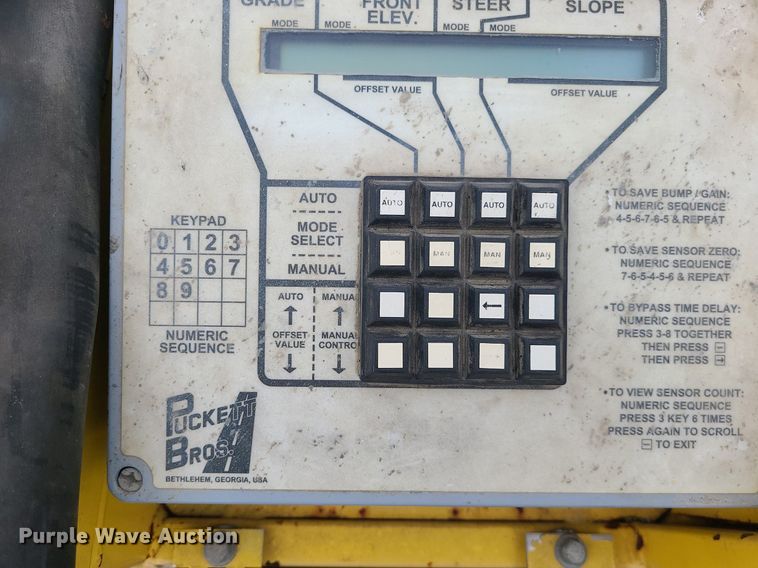 GRADE
FRONT
ELEV.
STEER
SLOPE
MODE MODE MODE MODE
OFFSET VALUE OFFSET VALUE
AUTO
MODE
SELECT
MANUAL
AUTO MANUA
OFFSET
VALUE
MANUAL
CONTRO
AUTO AUTO AUTO AUTO
MAN MAN MAN
←
KEYPAD
0 1 2 3
4 5 6 7
8 9
NUMERIC
SEQUENCE
• TO SAVE BUMP / GAIN:
NUMERIC SEQUENCE
4-5-6-7-6-5 & REPEAT
• TO SAVE SENSOR ZERO:
NUMERIC SEQUENCE
7-6-5-4-5-6 & REPEAT
• TO BYPASS TIME DELAY:
NUMERIC SEQUENCE
PRESS 3-8 TOGETHER
THEN PRESS ←
THEN PRESS →
• TO VIEW SENSOR COUNT:
NUMERIC SEQUENCE
PRESS 3 KEY 6 TIMES
PRESS AGAIN TO SCROLL
← TO EXIT
PUCKETT
BROS.
BETHLEHEM, GEORGIA, USA
Purple Wave Auction